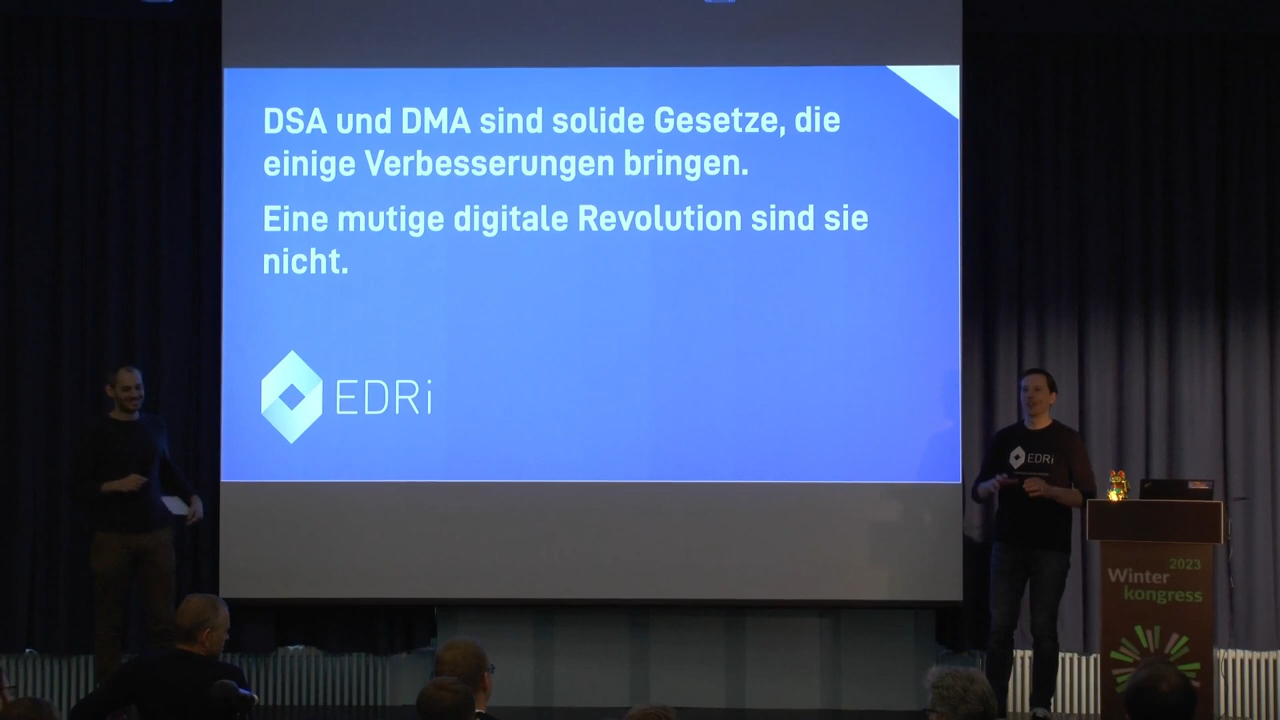 DSA und DMA sind solide Gesetze, die
einige Verbesserungen bringen.
Eine mutige digitale Revolution sind sie
nicht.
EDRi
EDRi
2023
Winter
kongress